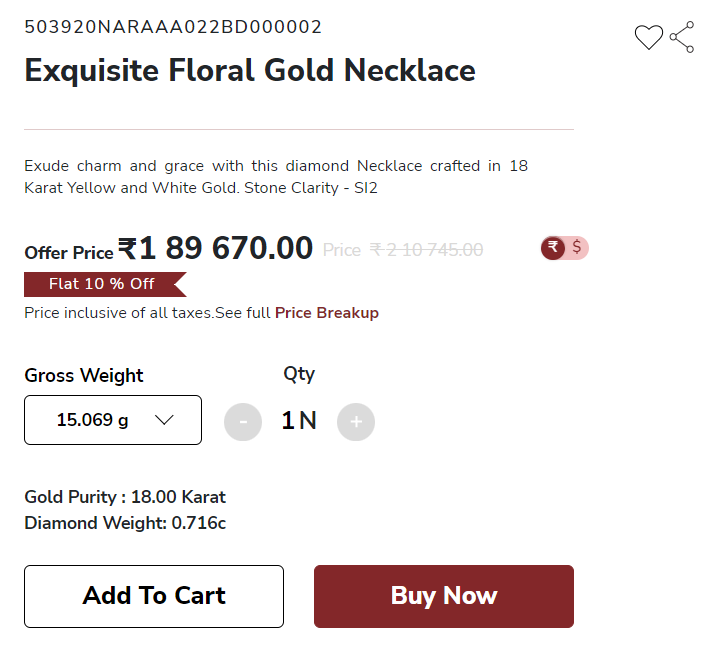 503920NARAAA022BD000002
Exquisite Floral Gold Necklace
Exude charm and grace with this diamond Necklace crafted in 18
Karat Yellow and White Gold. Stone Clarity - SI2
Offer Price ₹1 89 670.00 Price ₹ 2 10 745.00 ₹ $
Flat 10 % Off
Price inclusive of all taxes.See full Price Breakup
Gross Weight Qty
15.069 g - 1 N +
Gold Purity : 18.00 Karat
Diamond Weight: 0.716c
Add To Cart Buy Now